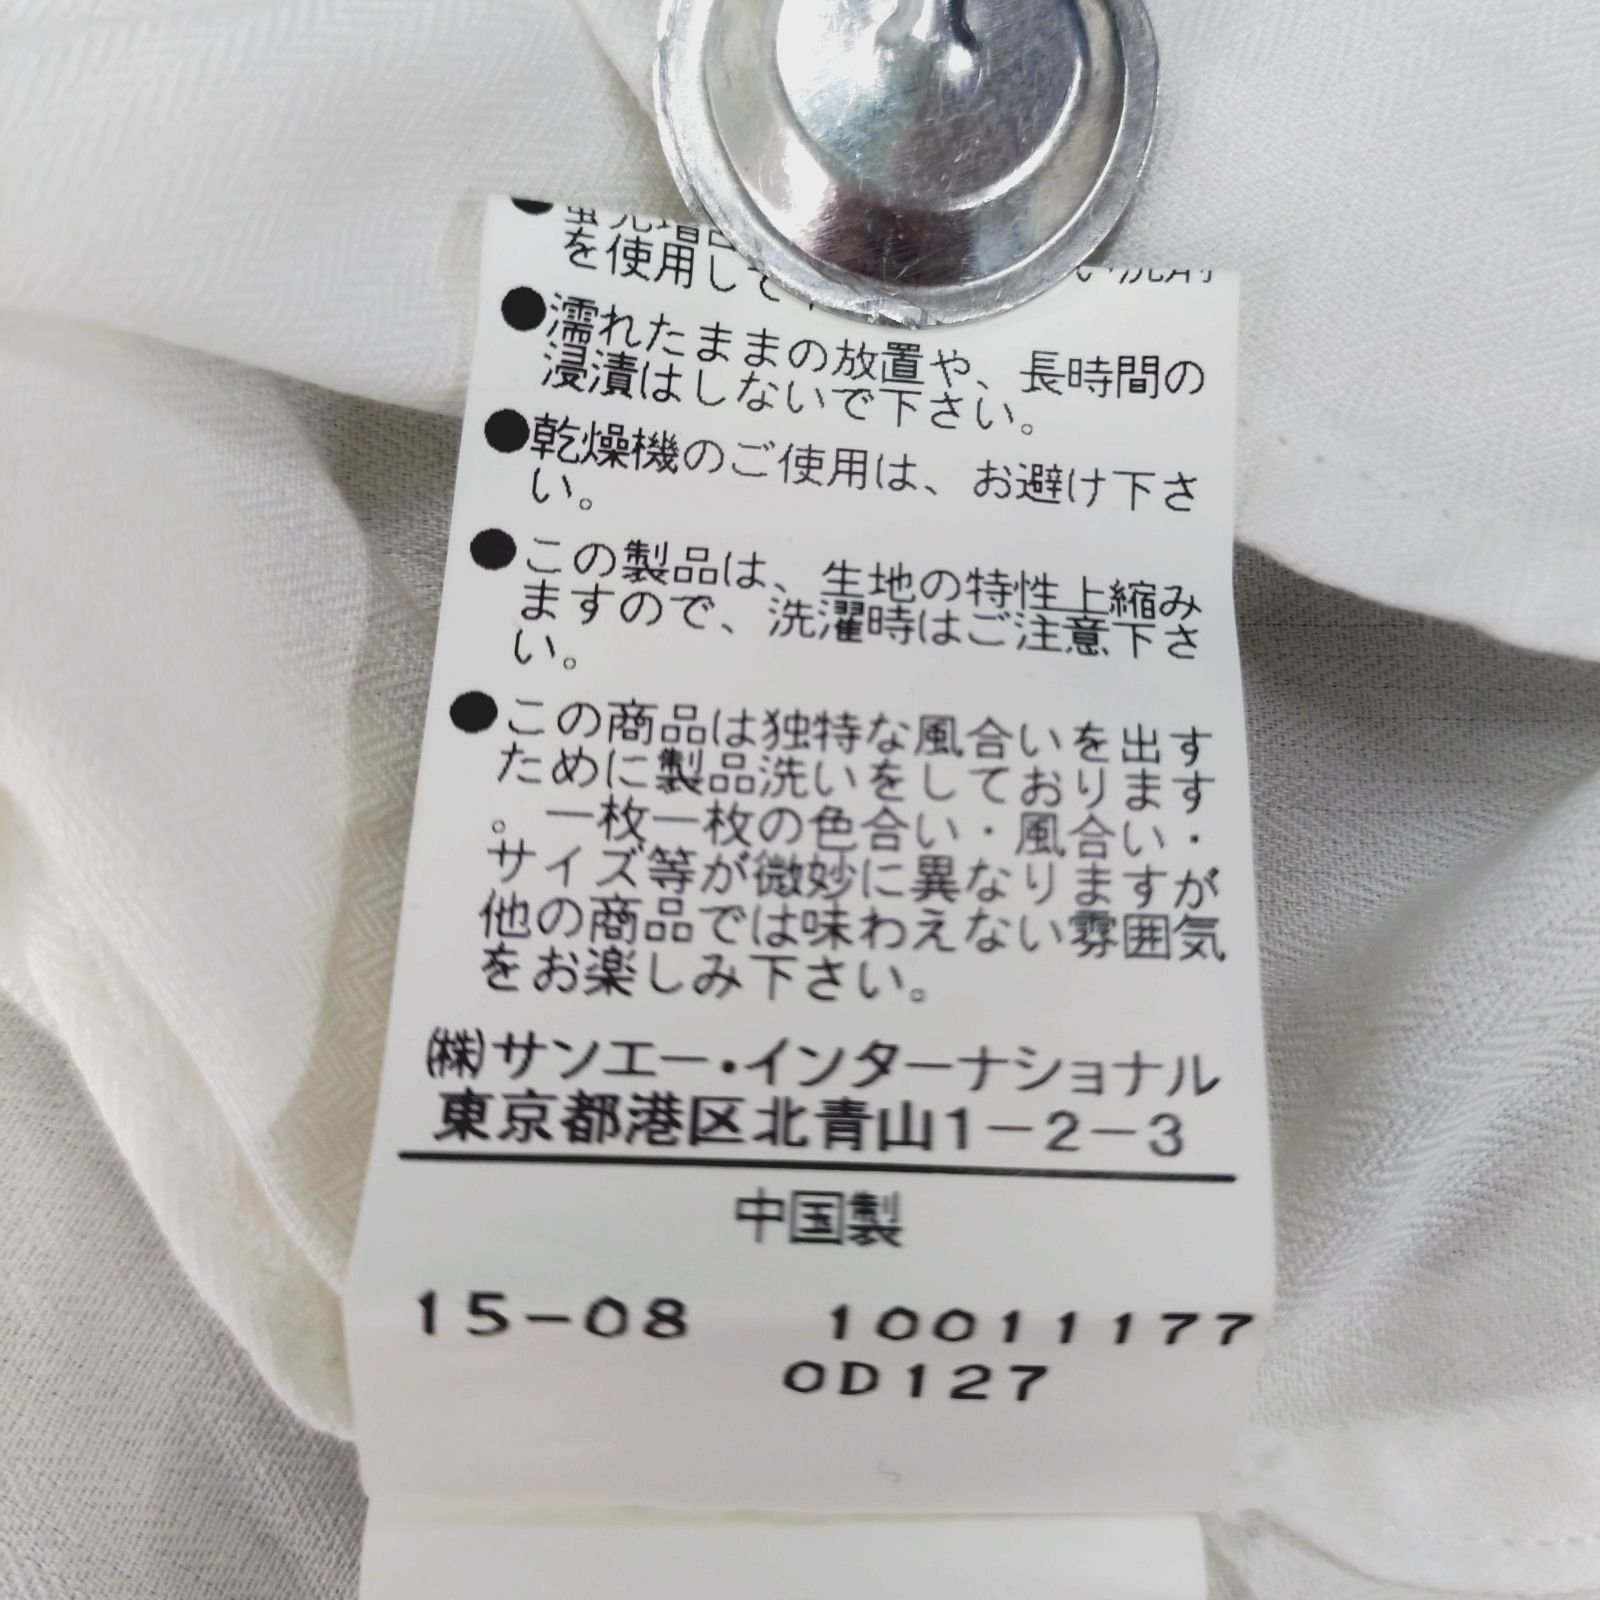 を使用して
い洗剤
●濡れたままの放置や、長時間の
浸漬はしないで下さい。
●乾燥機のご使用は、お避け下さ
い。
●この製品は、生地の特性上縮み
ますので、洗濯時はご注意下さ
い。
●この商品は独特な風合いを出す
ために製品洗いをしております
。一枚一枚の色合い・風合い・
サイズ等が微妙に異なりますが
他の商品では味わえない雰囲気
をお楽しみ下さい。
㈱サンエー・インターナショナル
東京都港区北青山1－2－3
中国製
15-08 10011177
0D127